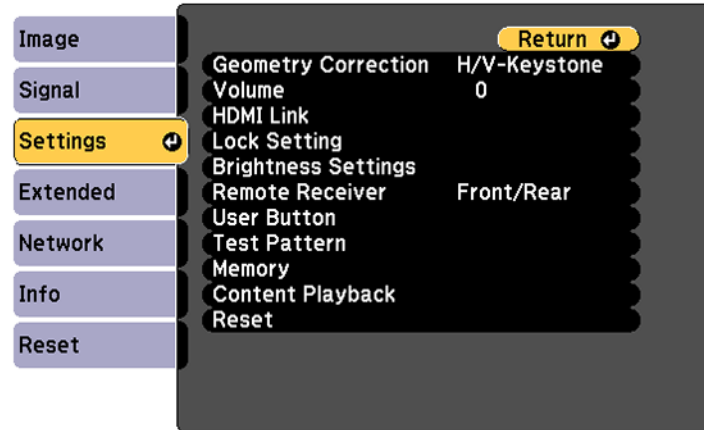 Image
Signal
Settings
Extended
Network
Info
Reset
Return
Geometry Correction H/V-Keystone
Volume 0
HDMI Link
Lock Setting
Brightness Settings
Remote Receiver Front/Rear
User Button
Test Pattern
Memory
Content Playback
Reset